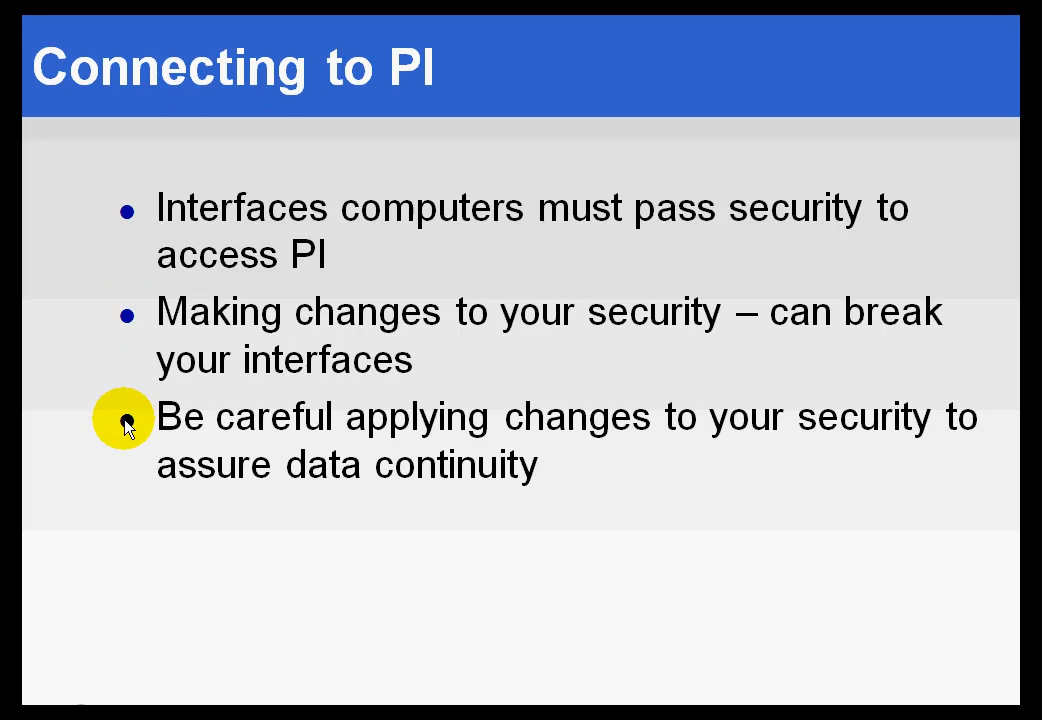 Connecting to PI
Interfaces computers must pass security to
access PI
Making changes to your security – can break
your interfaces
Be careful applying changes to your security to
assure data continuity